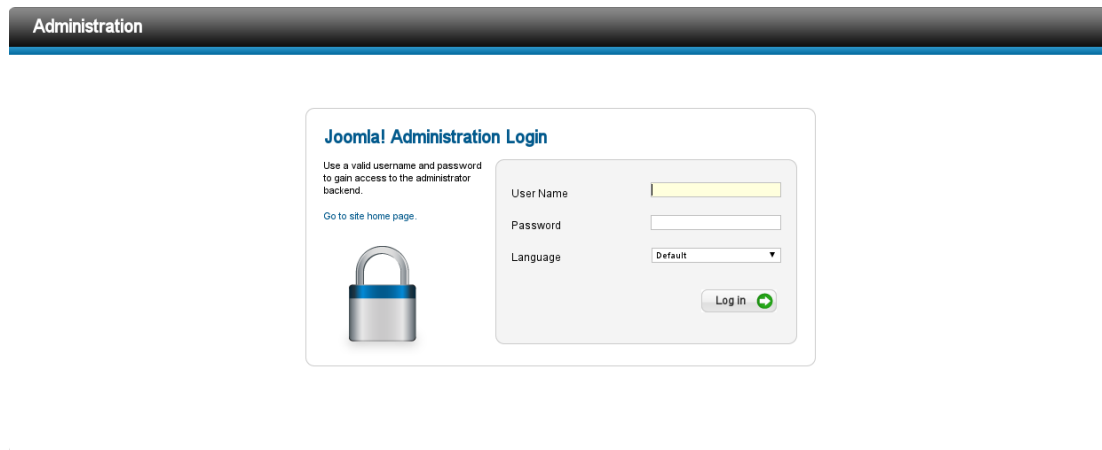 Administration
Joomla! Administration Login
Use a valid username and password
to gain access to the administrator
backend.
Go to site home page.
User Name
Password
Language
Default
Log in